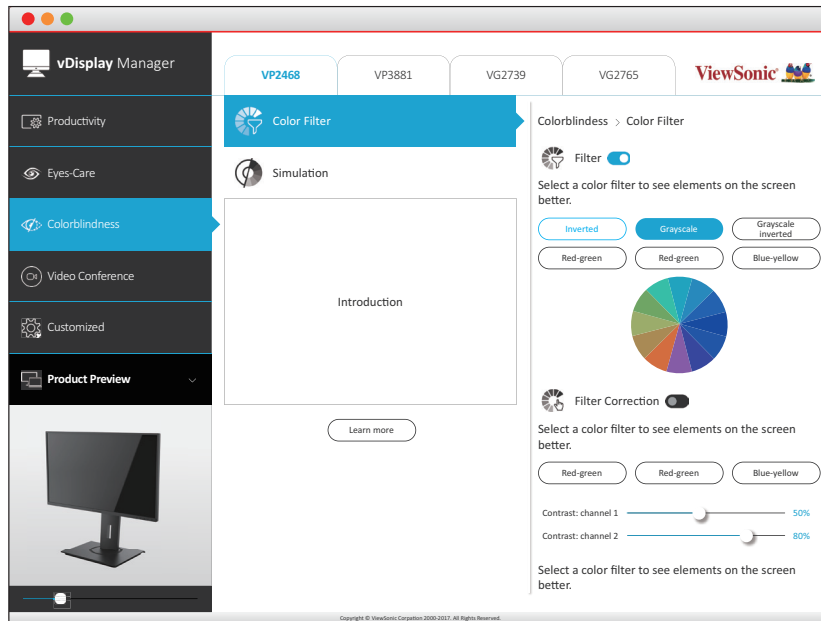 vDisplay Manager
VP2468
VP3881
VG2739
VG2765
ViewSonic
Productivity
Eyes-Care
Colorblindness
Video Conference
Customized
Product Preview
Color Filter
Simulation
Introduction
Learn more
Colorblindess > Color Filter
Filter
Select a color filter to see elements on the screen
better.
Inverted
Grayscale
Grayscale
inverted
Red-green
Red-green
Blue-yellow
Filter Correction
Select a color filter to see elements on the screen
better.
Red-green
Red-green
Blue-yellow
Contrast: channel 1 50%
Contrast: channel 2 80%
Select a color filter to see elements on the screen
better.
Copyright © ViewSonic Corpation 2000-2017. All Rights Reserved.